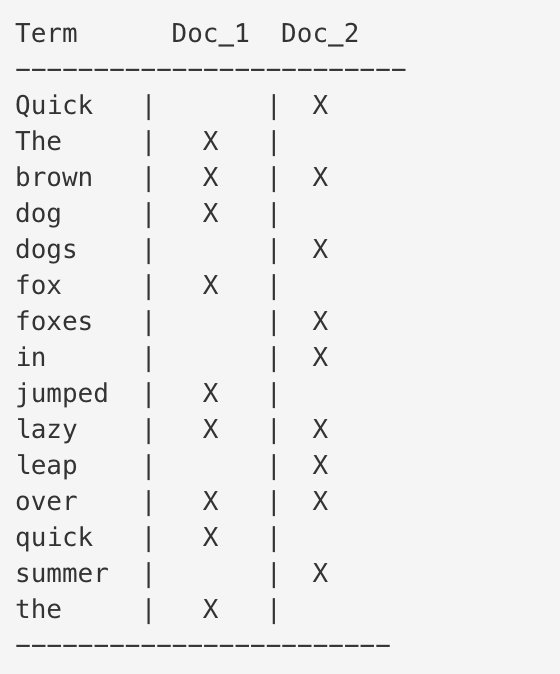 Term      Doc_1  Doc_2
-------------------------
Quick   |       |  X
The     |   X   |
brown   |   X   |  X
dog     |   X   |
dogs    |       |  X
fox     |   X   |
foxes   |       |  X
in      |       |  X
jumped  |   X   |
lazy    |   X   |  X
leap    |       |  X
over    |   X   |  X
quick   |   X   |
summer  |       |  X
the     |   X   |
------------------------